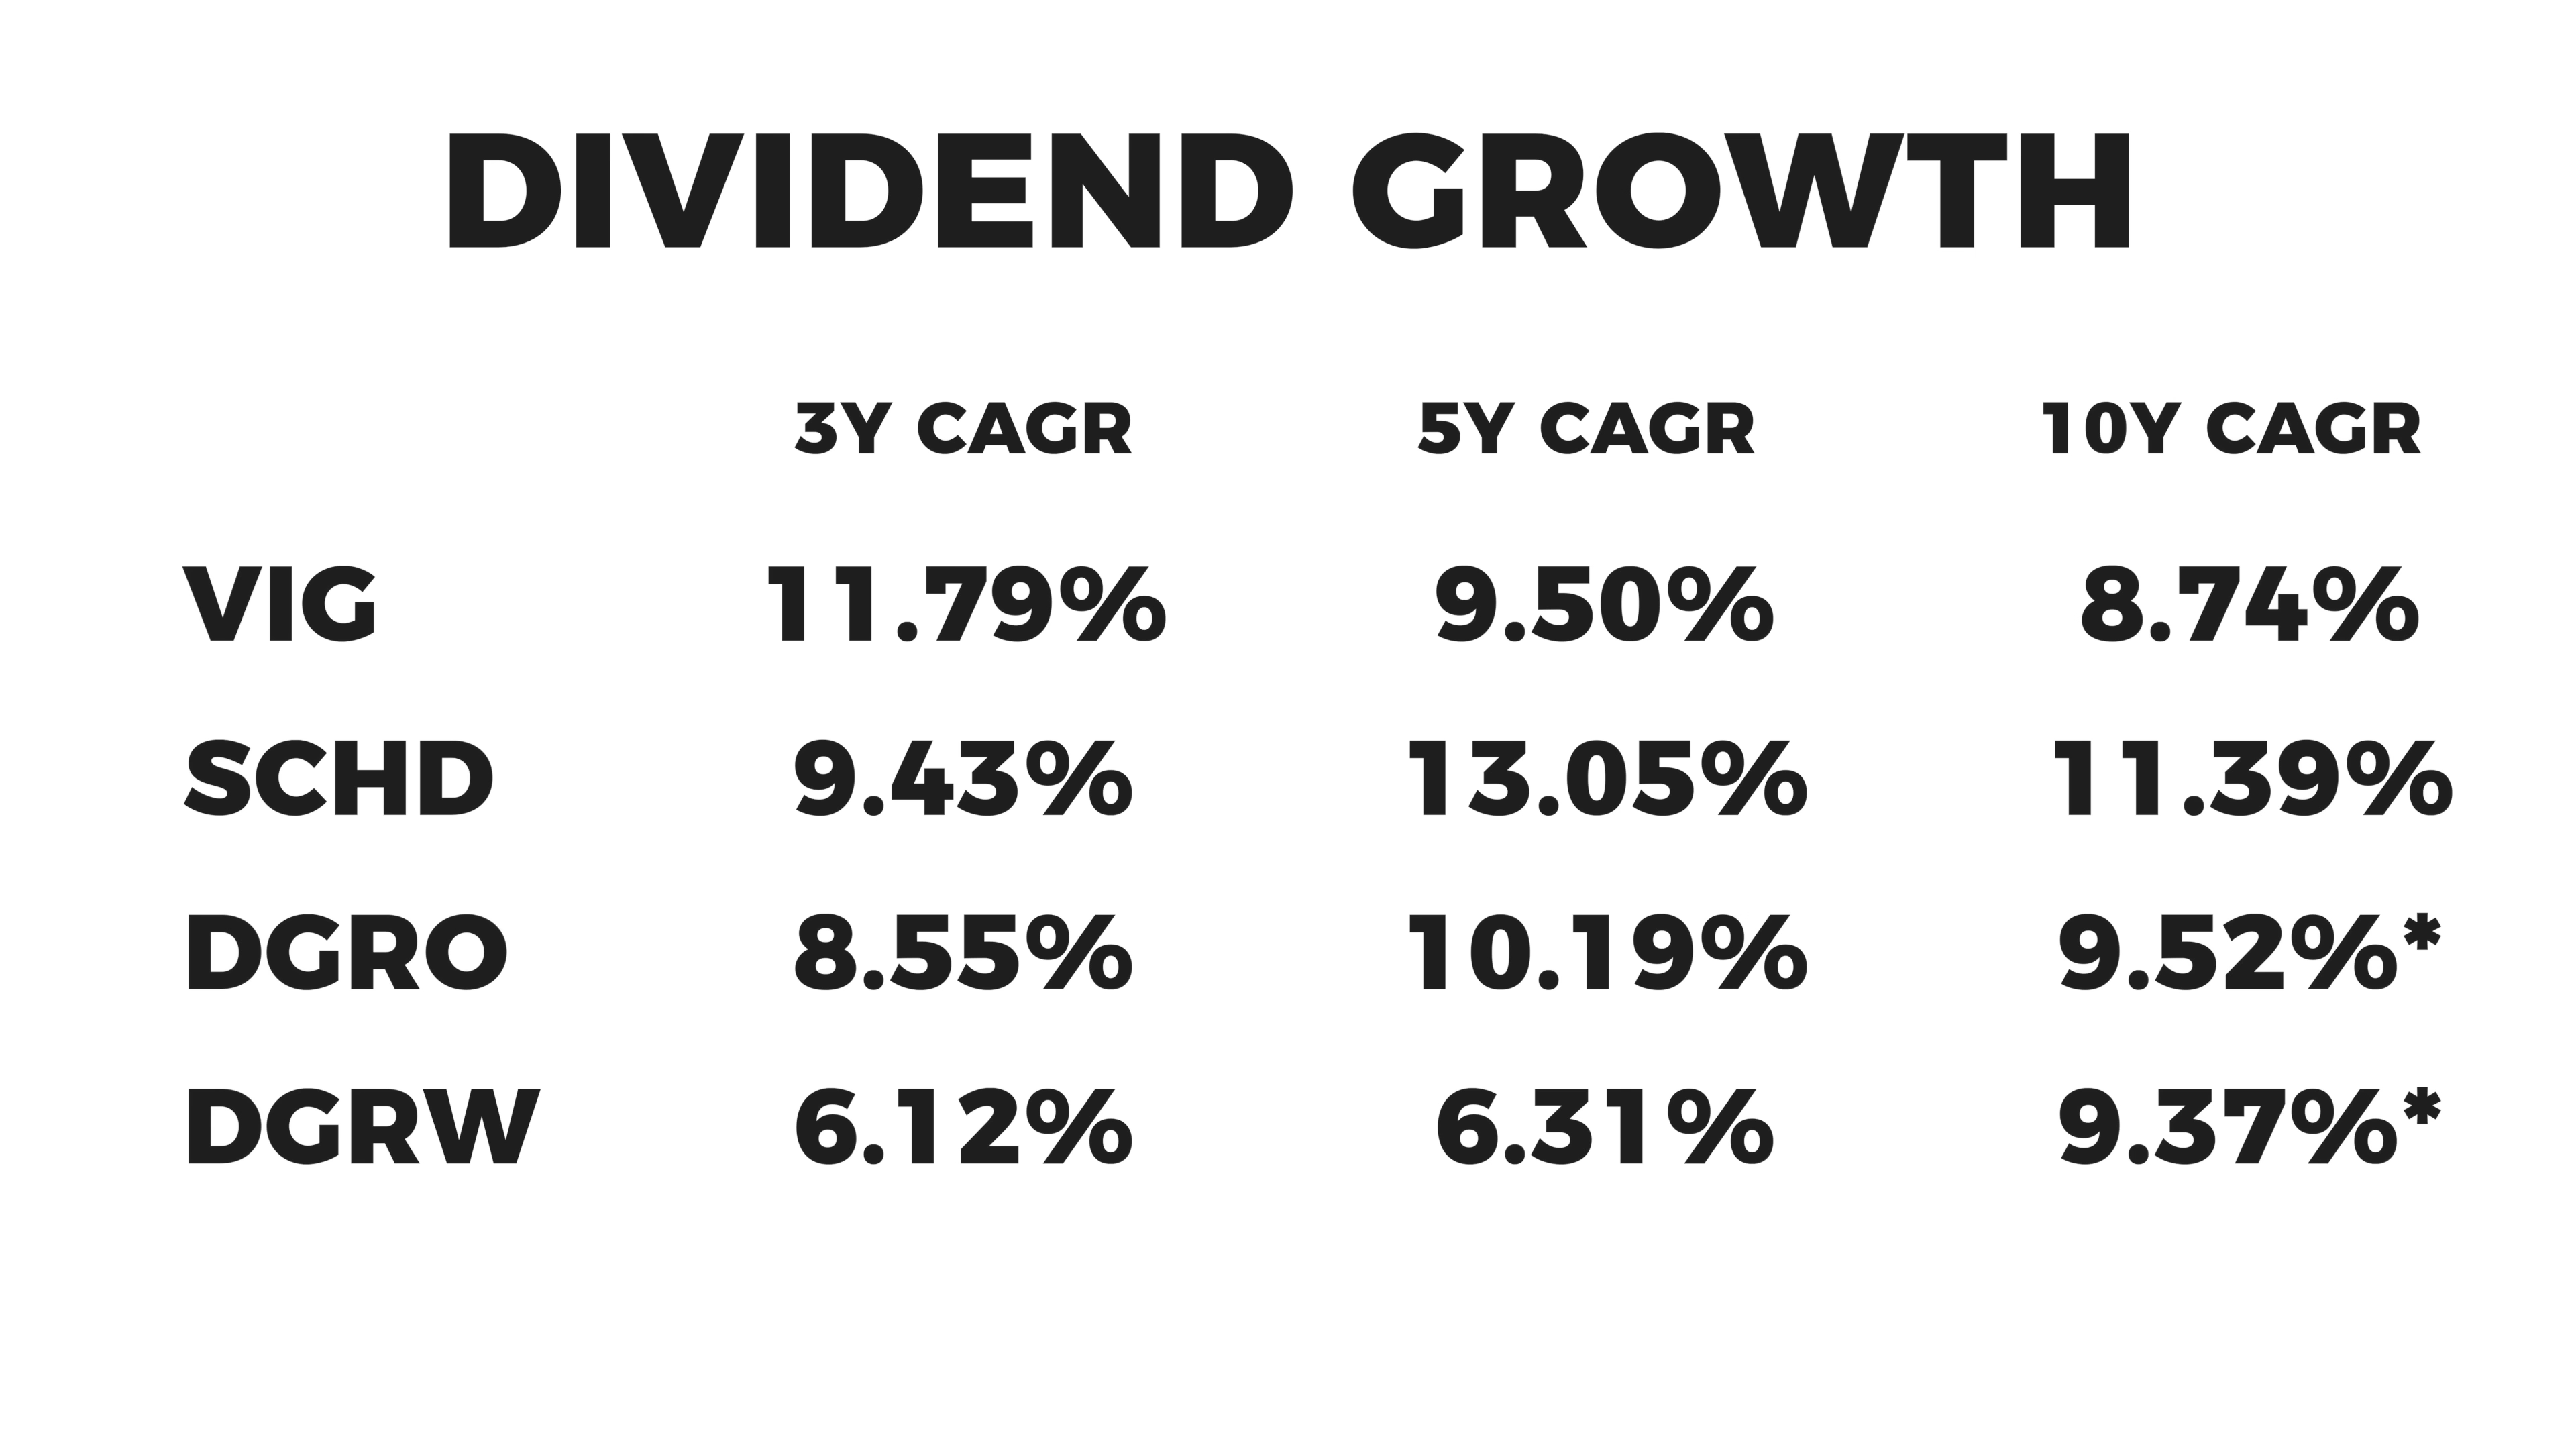 DIVIDEND GROWTH
3Y CAGR 5Y CAGR 10Y CAGR
VIG 11.79% 9.50% 8.74%
SCHD 9.43% 13.05% 11.39%
DGRO 8.55% 10.19% 9.52%*
DGRW 6.12% 6.31% 9.37%*